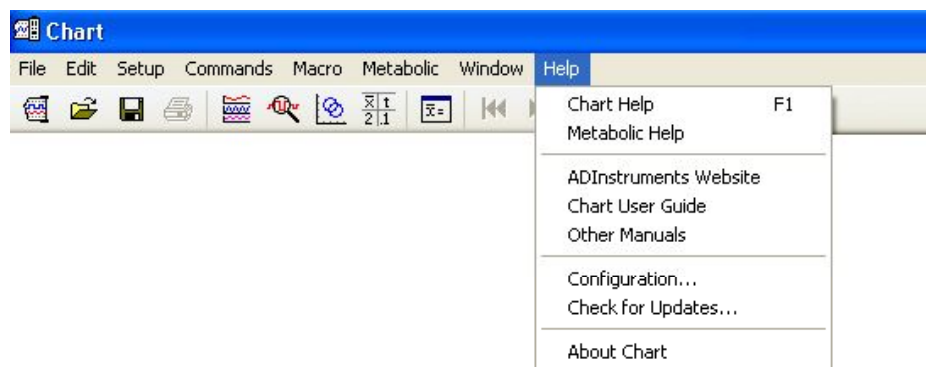 Chart
File Edit Setup Commands Macro Metabolic Window Help
Chart Help F1
Metabolic Help
ADInstruments Website
Chart User Guide
Other Manuals
Configuration...
Check for Updates...
About Chart